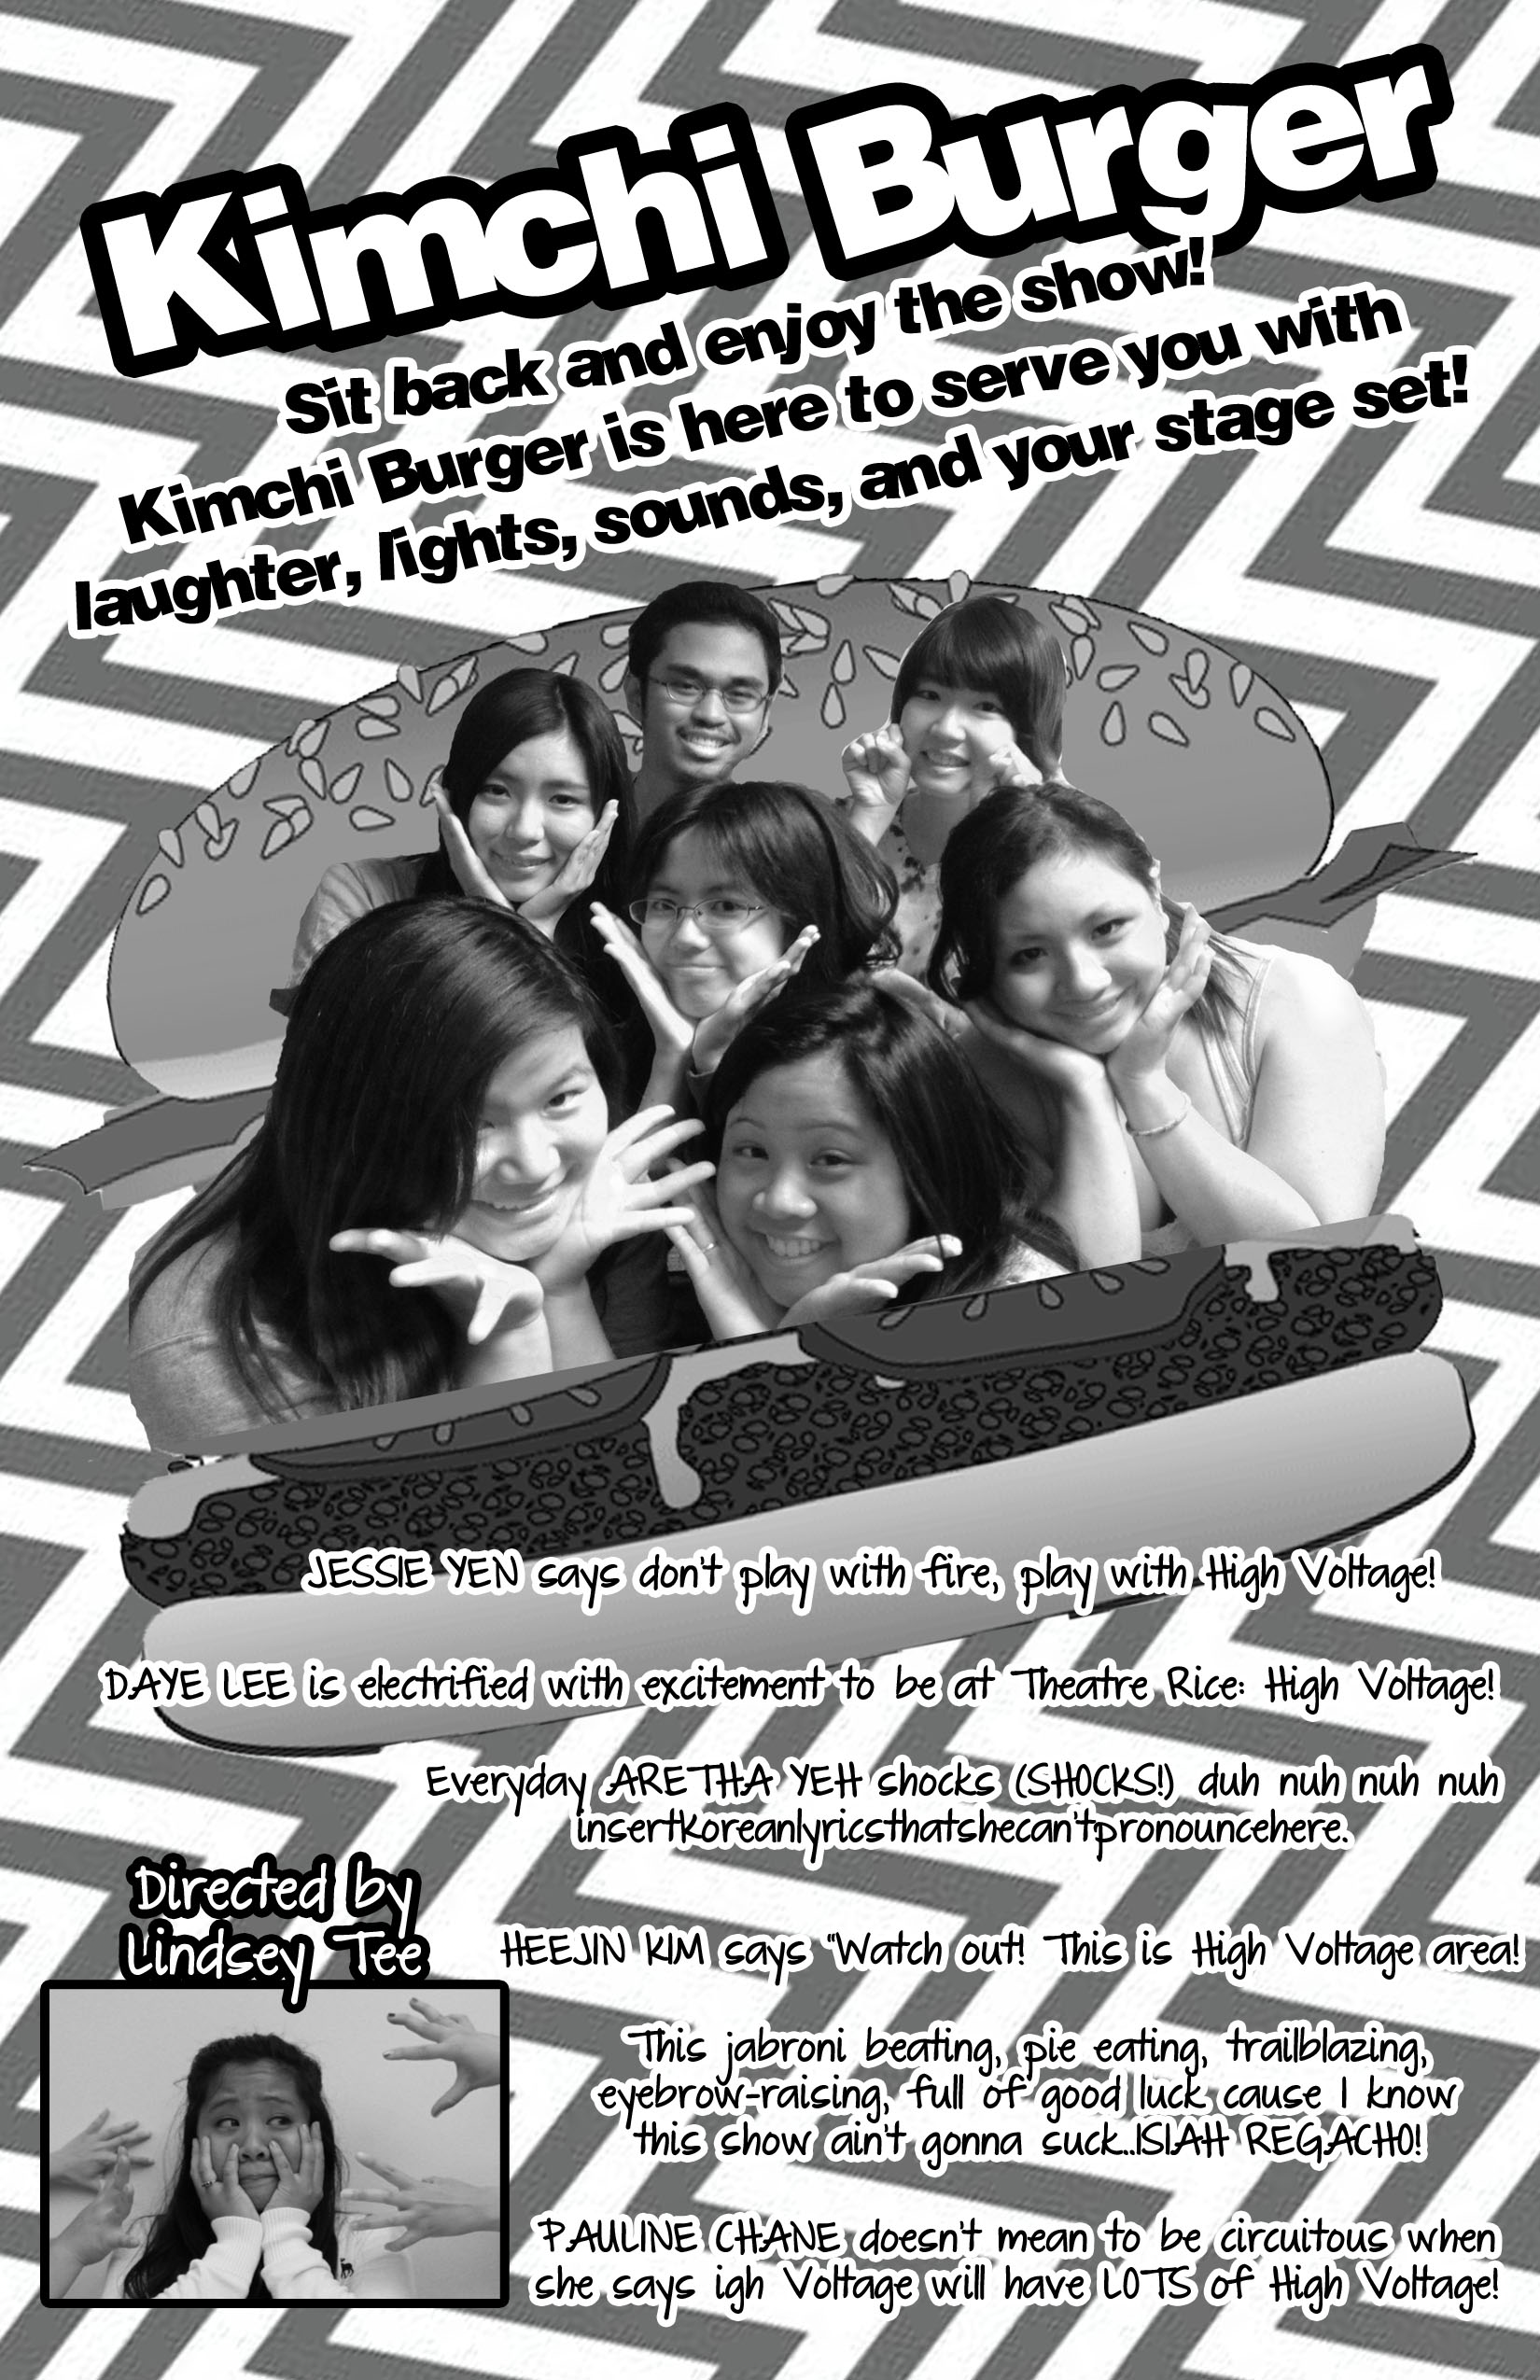 Kimchi Burger
Sit back and enjoy the show!
Kimchi Burger is here to serve you with
laughter, lights, sounds, and your stage set!
JESSIE YEN says don't play with fire, play with High Voltage!
DAYE LEE is electrified with excitement to be at Theatre Rice: High Voltage!
Everyday ARETHA YEH shocks (SHOCKS!) duh nuh nuh nuh
insertkoreanlyricsthatshecan'tpronouncehere.
Directed by
Lindsey Tee
HEEJIN KIM says "Watch out! This is High Voltage area!
This jabroni beating, pie eating, trailblazing,
eyebrow-raising, full of good luck cause I know
this show ain't gonna suck..ISIAH REGACHO!
PAULINE CHANE doesn't mean to be circuitous when
she says igh Voltage will have LOTS of High Voltage!